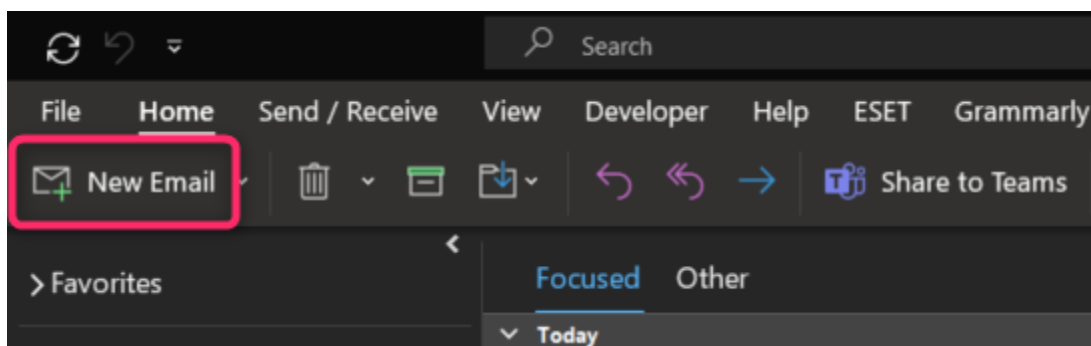 Search
File Home Send / Receive View Developer Help ESET Grammarly
New Email Share to Teams
Favorites
Focused Other
Today